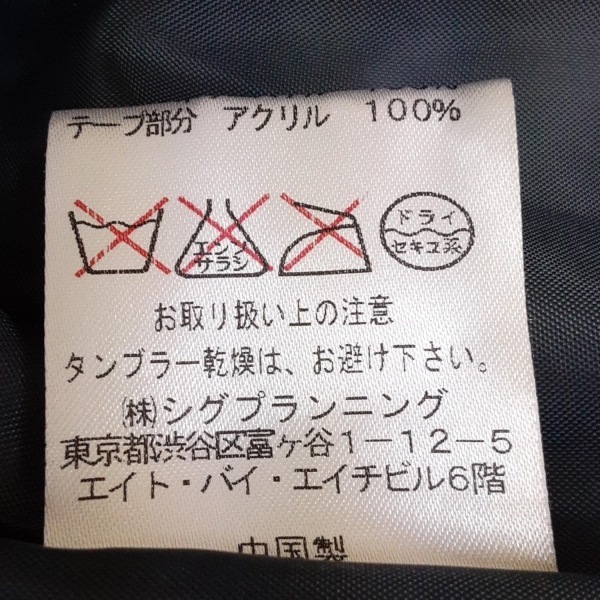 テープ部分 アクリル 100%
エンソ
サラシ
ドライ
セキユ系
お取り扱い上の注意
タンブラー乾燥は、お避け下さい。
(株)シグプランニング
東京都渋谷区富ヶ谷1-12-5
エイト・バイ・エイチビル6階
中国製